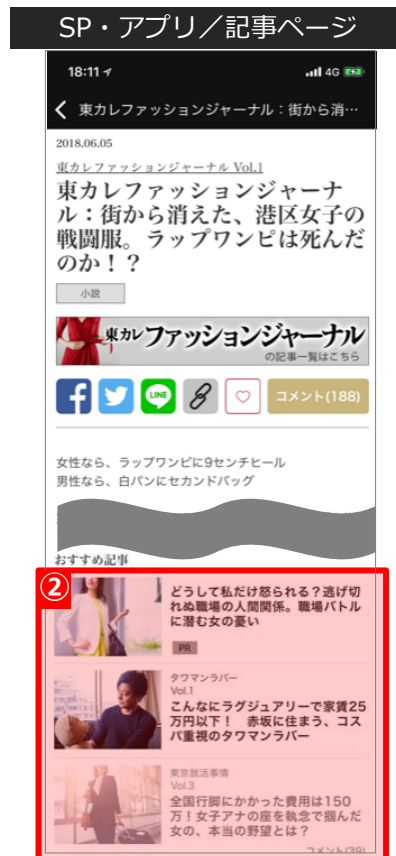 SP・アプリ／記事ページ
18:11
4G
東カレファッションジャーナル：街から消…
2018.06.05
東カレファッションジャーナル Vol.1
東カレファッションジャーナ
ル：街から消えた、港区女子の
戦闘服。ラップワンピは死んだ
のか！？
小説
東カレファッションジャーナル
の記事一覧はこちら
LINE
コメント(188)
女性なら、ラップワンピに9センチヒール
男性なら、白パンにセカンドバッグ
おすすめ記事
②
どうして私だけ怒られる？逃げ切
れぬ職場の人間関係。職場バトル
に潜む女の憂い
PR
タワマンラバー
Vol.1
こんなにラグジュアリーで家賃25
万円以下！ 赤坂に住まう、コス
パ重視のタワマンラバー
東京就活事情
Vol.3
全国行脚にかかった費用は150
万！女子アナの座を執念で掴んだ
女の、本当の野望とは？
コメント(39)